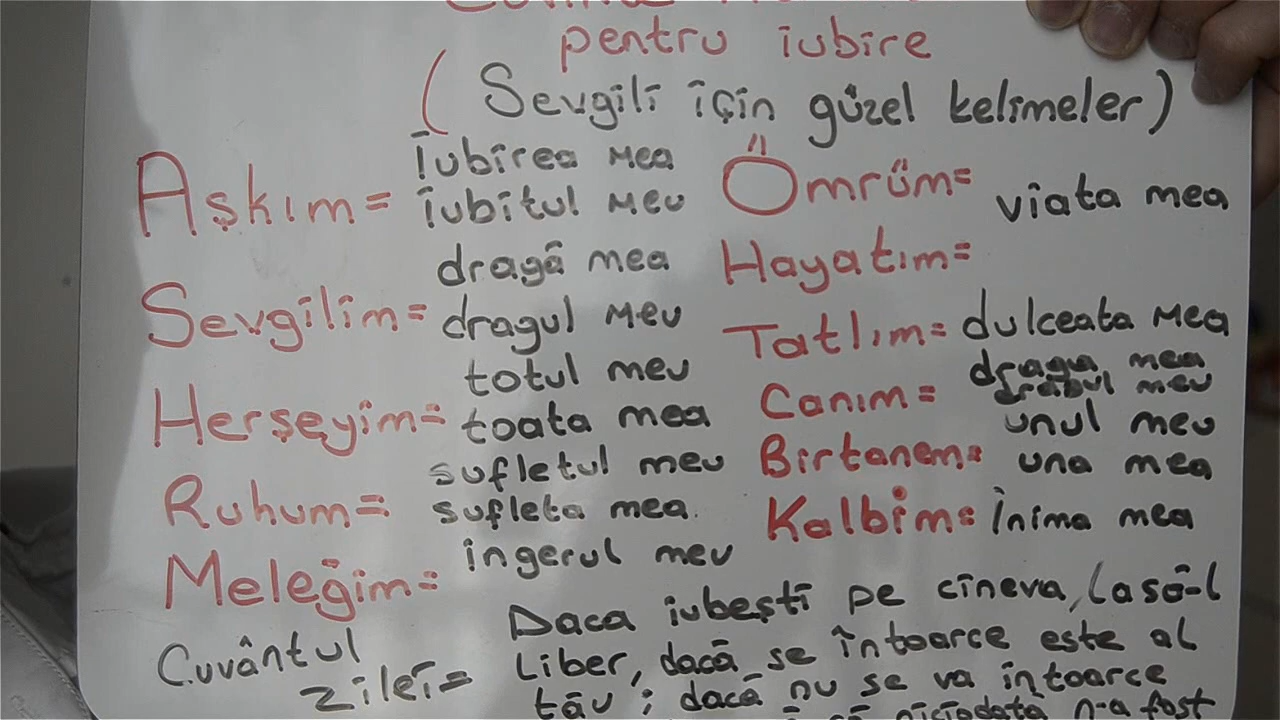 pentru iubire
(Sevgili için güzel kelimeler)
iubirea mea
Aşkım= iubitul meu
dragă mea
Sevgilim= dragul meu
totul meu
Herşeyim= toata mea
sufletul meu
Ruhum= sufleta mea.
ingerul meu
Meleğim=
Ömrüm= viata mea
Hayatım=
Tatlım= dulceata mea
draga mea
Canım= meu
unul meu
Birtanem= una mea
Kalbim= inima mea
Cuvântul
zilei=
Daca iubeşti pe cineva, lasă-l
liber, dacă se întoarce este al
tău; dacă nu se va întoarce
niciodată n-a fost